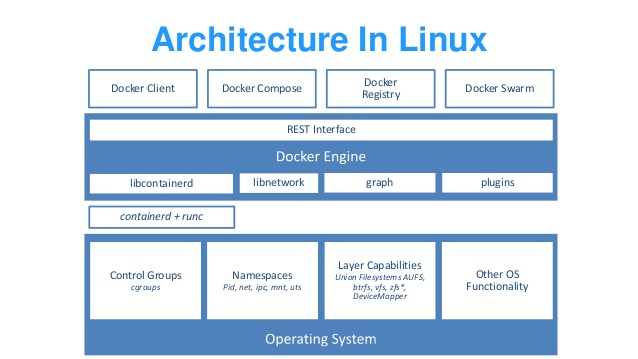 Architecture In Linux
Docker Client
Docker Compose
Docker
Registry
Docker Swarm
REST Interface
Docker Engine
libcontainerd
libnetwork
graph
plugins
containerd + runc
Control Groups
cgroups
Namespaces
Pid, net, ipc, mnt, uts
Layer Capabilities
Union Filesystems AUFS,
btrfs, vfs, zfs*,
DeviceMapper
Other OS
Functionality
Operating System